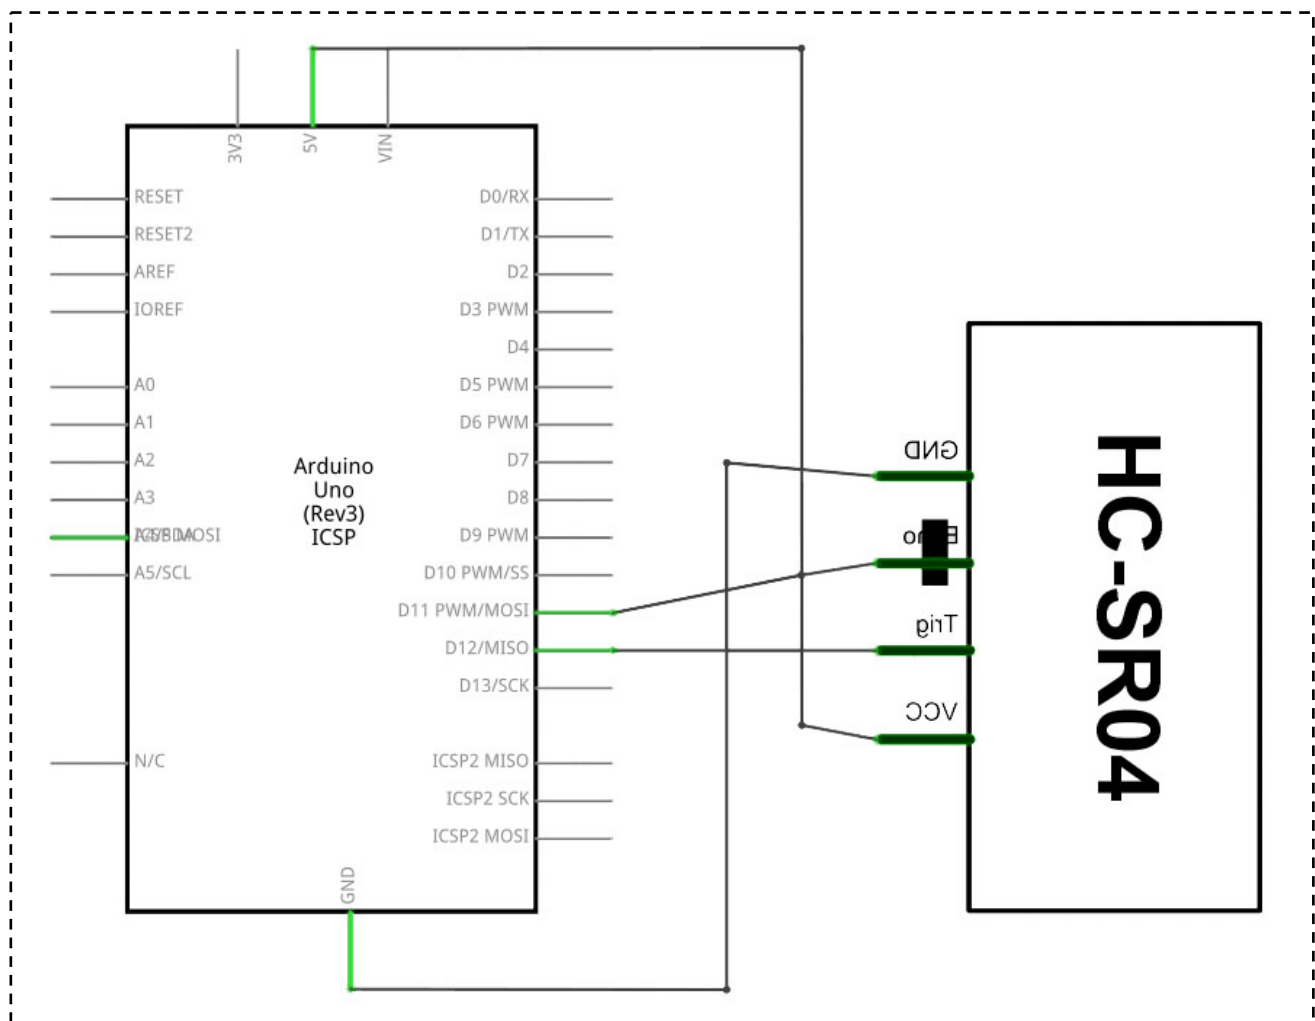 3V3
5V
VIN
RESET
RESET2
AREF
IOREF
A0
A1
A2
A3
A5/SCL
N/C
Arduino
Uno
(Rev3)
ICSP
D0/RX
D1/TX
D2
D3 PWM
D4
D5 PWM
D6 PWM
D7
D8
D9 PWM
D10 PWM/SS
D11 PWM/MOSI
D12/MISO
D13/SCK
ICSP2 MISO
ICSP2 SCK
ICSP2 MOSI
GND
GND
Trig
VCC
HC-SR04